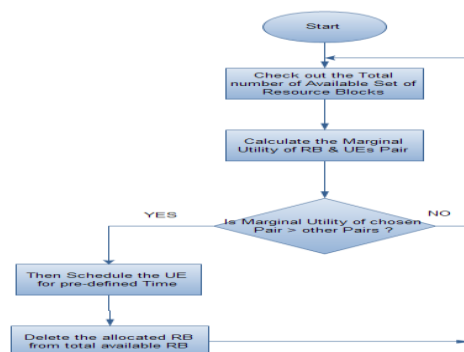 Start
Check out the Total
number of Available Set of
Resource Blocks
Calculate the Marginal
Utility of RB & UEs Pair
YES
NO
Is Marginal Utility of chosen
Pair > other Pairs ?
Then Schedule the UE
for pre-defined Time
Delete the allocated RB
from total available RB